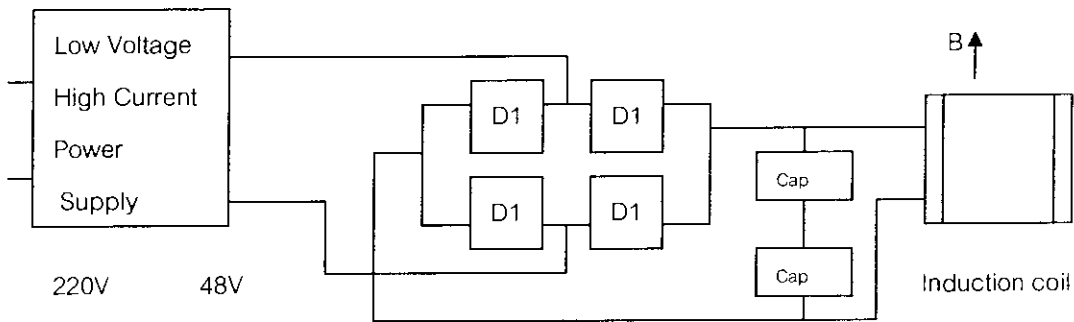 Low Voltage
High Current
Power
Supply
220V
48V
D1
D1
D1
D1
Cap
Cap
B
Induction coil